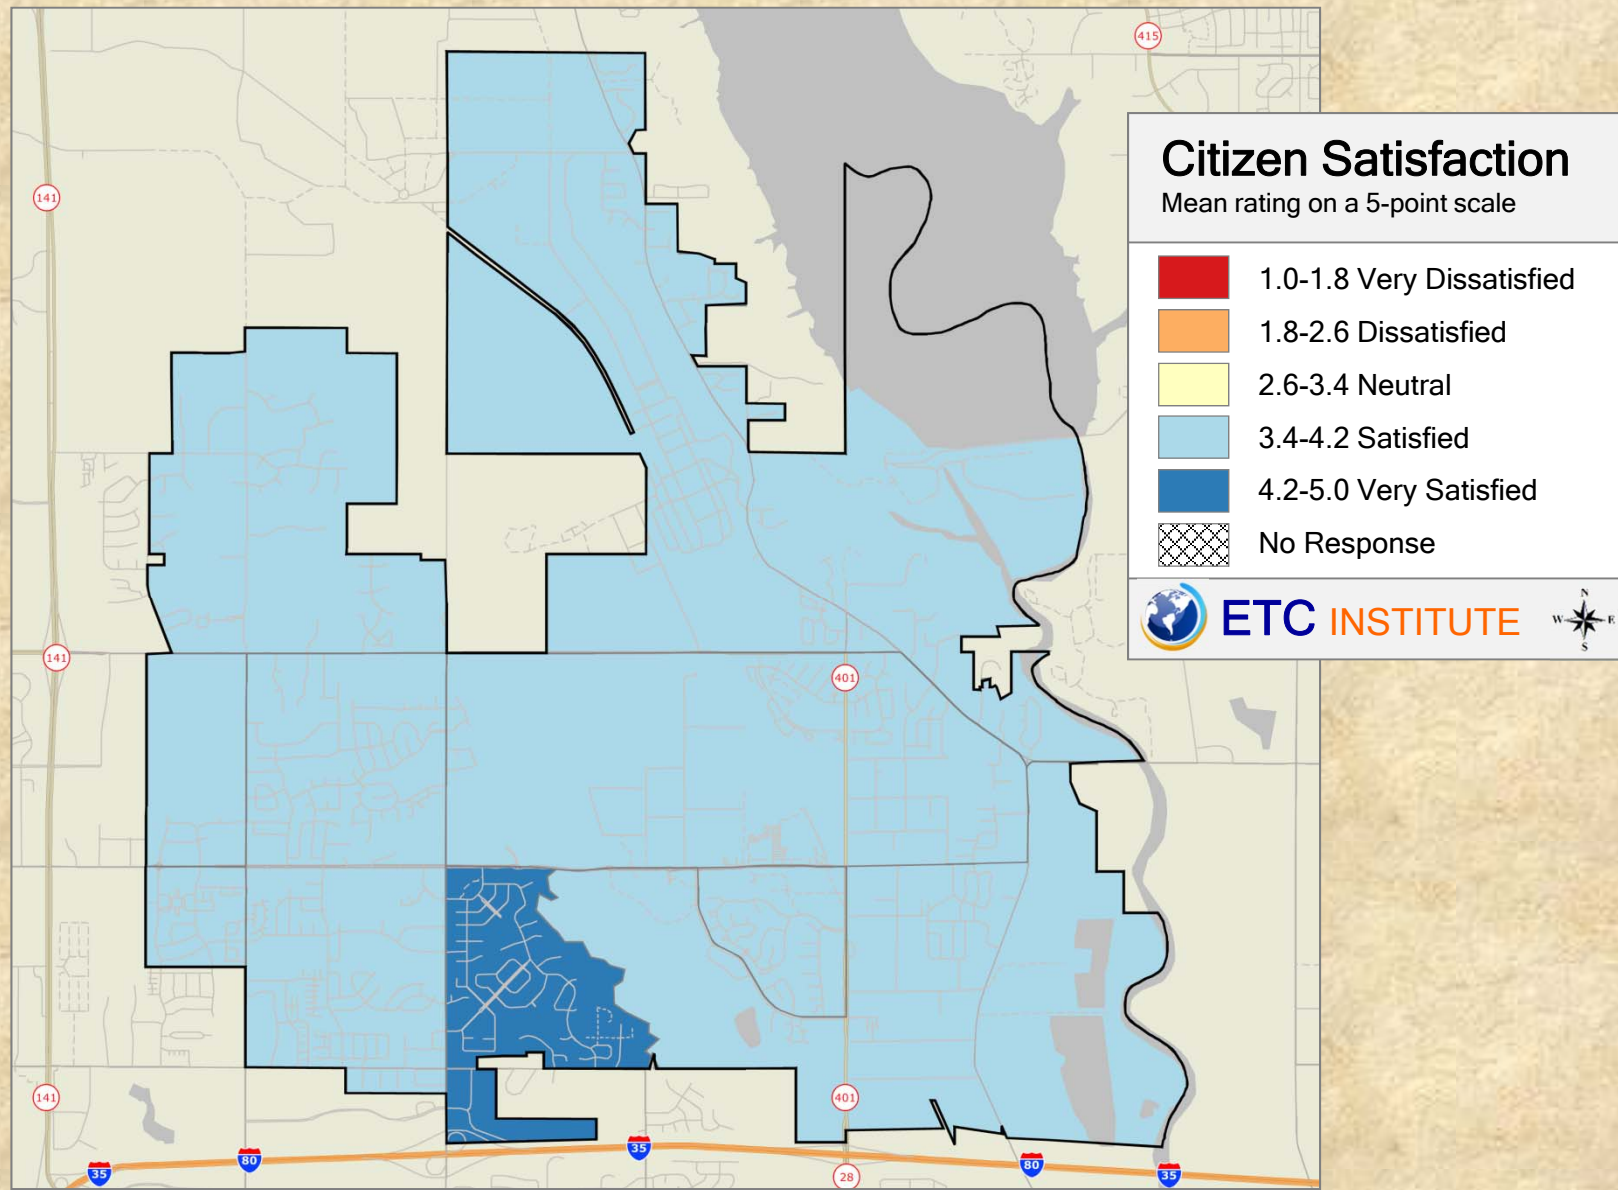 415
141
Citizen Satisfaction
Mean rating on a 5-point scale
1.0-1.8 Very Dissatisfied
1.8-2.6 Dissatisfied
2.6-3.4 Neutral
3.4-4.2 Satisfied
4.2-5.0 Very Satisfied
No Response
ETC INSTITUTE
N
W E
S
141
401
141
401
35
80
35
80
35
28